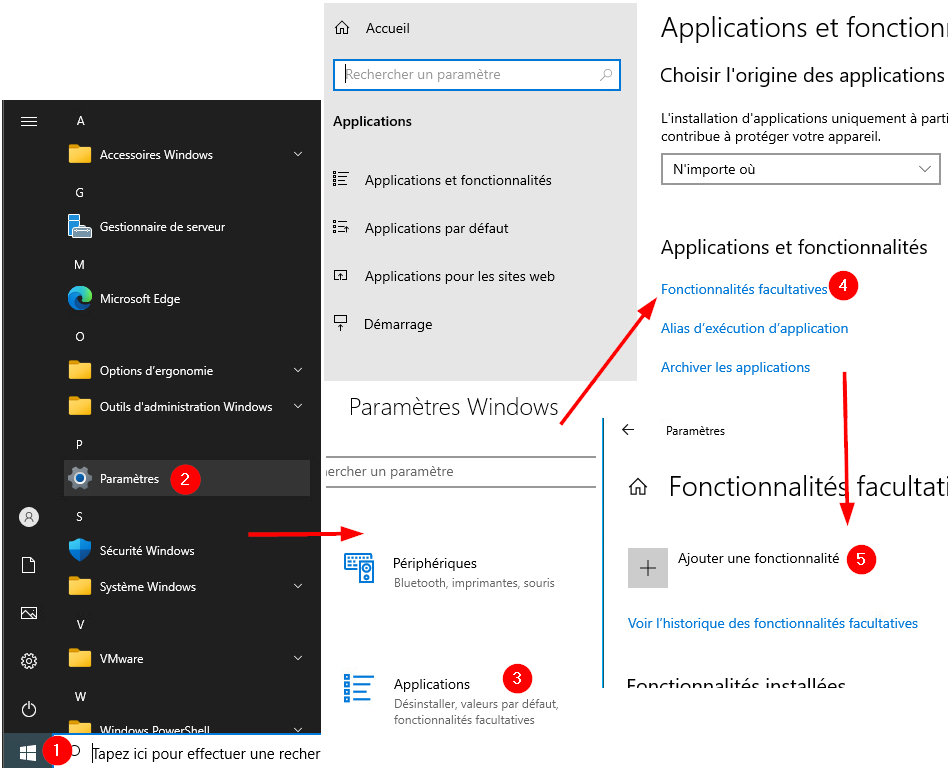 A
Accessoires Windows
G
Gestionnaire de serveur
M
Microsoft Edge
O
Options d'ergonomie
Outils d'administration Windows
P
Paramètres 2
S
Sécurité Windows
Système Windows
V
VMware
W
Windows PowerShell
1 Tapez ici pour effectuer une recher
Accueil
Rechercher un paramètre
Applications
Applications et fonctionnalités
Applications par défaut
Applications pour les sites web
Démarrage
Paramètres Windows
hercher un paramètre
Périphériques
Bluetooth, imprimantes, souris
Applications 3
Désinstaller, valeurs par défaut,
fonctionnalités facultatives
Applications et fonction
Choisir l'origine des applications
L'installation d'applications uniquement à parti
contribue à protéger votre appareil.
N'importe où
Applications et fonctionnalités
Fonctionnalités facultatives 4
Alias d'exécution d'application
Archiver les applications
Paramètres
Fonctionnalités facultati
Ajouter une fonctionnalité 5
Voir l'historique des fonctionnalités facultatives
Fonctionnalités installées